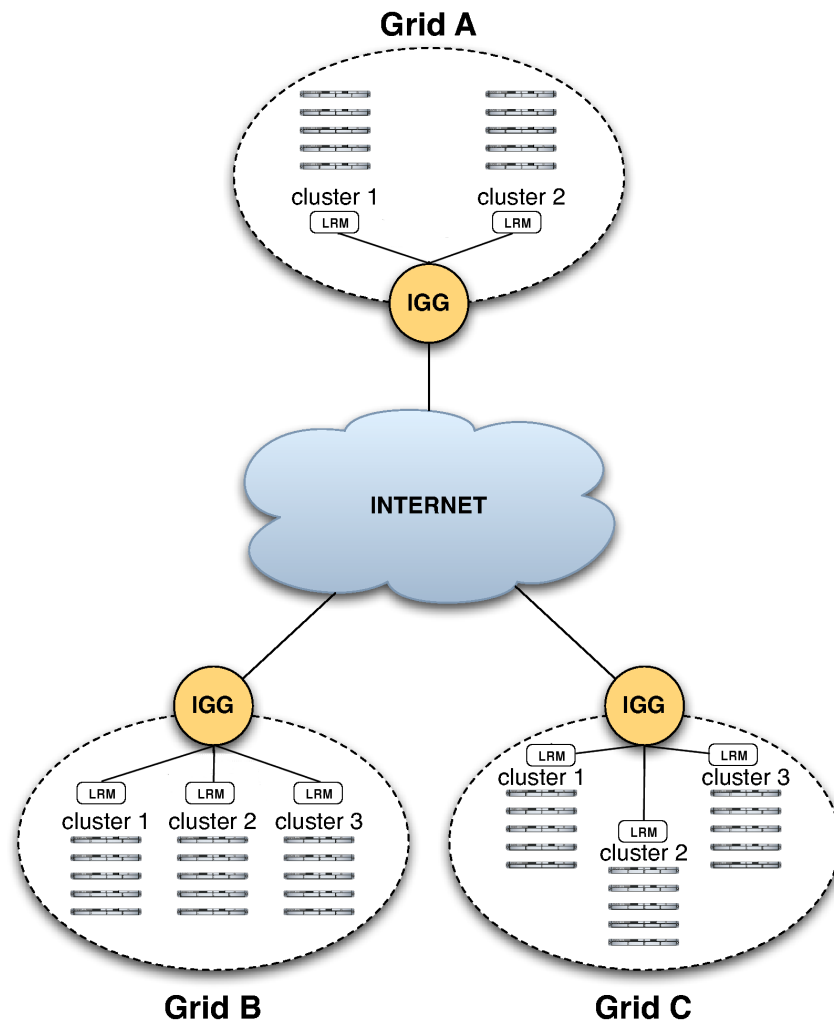 Grid A
cluster 1
cluster 2
LRM
LRM
IGG
INTERNET
IGG
IGG
LRM
LRM
LRM
cluster 1
cluster 2
cluster 3
LRM
LRM
cluster 1
cluster 3
LRM
cluster 2
Grid B
Grid C